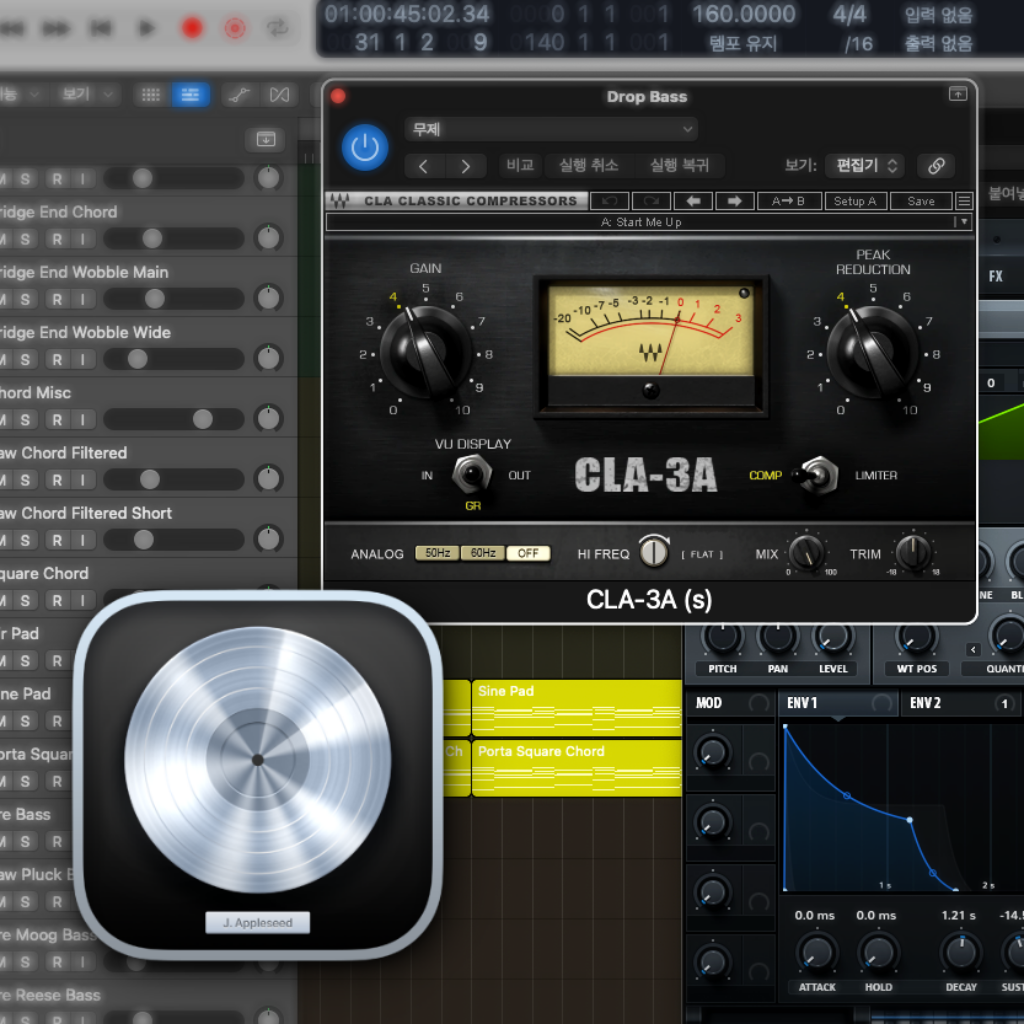 01:00:45:02.34
0 1 1 001
160.0000
4/4
입력 없음
31 1 2 9
0140 1 1 001
템포 유지
/16
출력 없음
보기
Drop Bass
무제
비교
실행 취소
실행 복귀
보기:
편집기
CLA CLASSIC COMPRESSORS
A→B
Setup A
Save
A: Start Me Up
GAIN
0 1 2 3 4 5 6 7 8 9 10
-20 -10 -7 -5 -3 -2 -1 0 1 2 3
PEAK
REDUCTION
0 1 2 3 4 5 6 7 8 9 10
VU DISPLAY
IN
OUT
GR
CLA-3A
COMP
LIMITER
ANALOG
50Hz
60Hz
OFF
HI FREQ
[ FLAT ]
MIX
0
100
TRIM
-18
18
CLA-3A (s)
M S R I
ridge End Chord
M S R I
ridge End Wobble Main
M S R I
ridge End Wobble Wide
M S R I
hord Misc
M S R I
aw Chord Filtered
M S R I
aw Chord Filtered Short
M S R I
quare Chord
M S R I
r Pad
M S R
ine Pad
M S R
orta Squar
M S R
re Bass
M S R
aw Pluck B
M S R
re Moog Bass
M S R I
re Reese Bass
M S R I
J. Appleseed
Sine Pad
Ch
Porta Square Chord
붙여넣
FX
0
NE
BL
PITCH
PAN
LEVEL
WT POS
<
QUANTI
MOD
ENV 1
ENV 2
1
1 s
2 s
0.0 ms
0.0 ms
1.21 s
-14.5
ATTACK
HOLD
DECAY
SUST